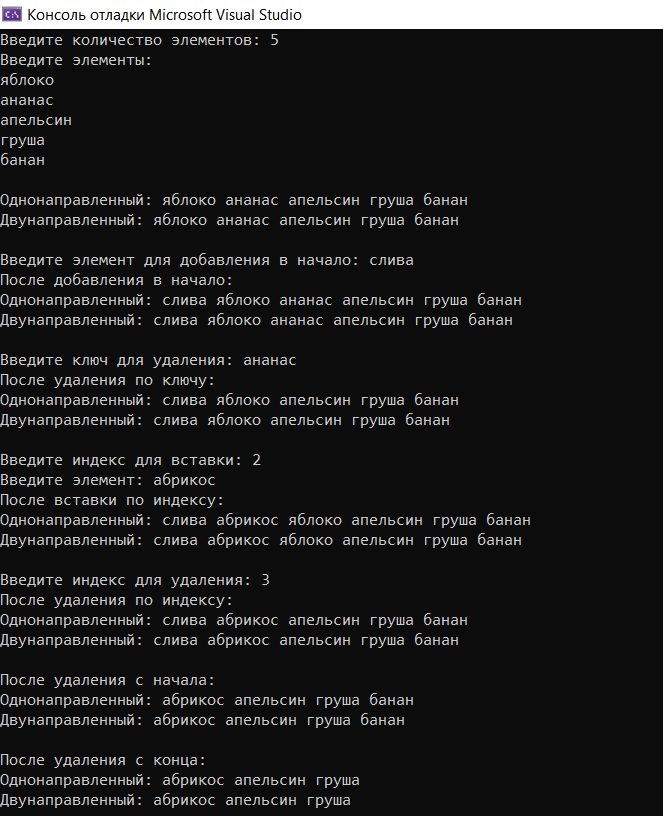 Консоль отладки Microsoft Visual Studio
Введите количество элементов: 5
Введите элементы:
яблоко
ананас
апельсин
груша
банан
Однонаправленный: яблоко ананас апельсин груша банан
Двунаправленный: яблоко ананас апельсин груша банан
Введите элемент для добавления в начало: слива
После добавления в начало:
Однонаправленный: слива яблоко ананас апельсин груша банан
Двунаправленный: слива яблоко ананас апельсин груша банан
Введите ключ для удаления: ананас
После удаления по ключу:
Однонаправленный: слива яблоко апельсин груша банан
Двунаправленный: слива яблоко апельсин груша банан
Введите индекс для вставки: 2
Введите элемент: абрикос
После вставки по индексу:
Однонаправленный: слива абрикос яблоко апельсин груша банан
Двунаправленный: слива абрикос яблоко апельсин груша банан
Введите индекс для удаления: 3
После удаления по индексу:
Однонаправленный: слива абрикос апельсин груша банан
Двунаправленный: слива абрикос апельсин груша банан
После удаления с начала:
Однонаправленный: абрикос апельсин груша банан
Двунаправленный: абрикос апельсин груша банан
После удаления с конца:
Однонаправленный: абрикос апельсин груша
Двунаправленный: абрикос апельсин груша